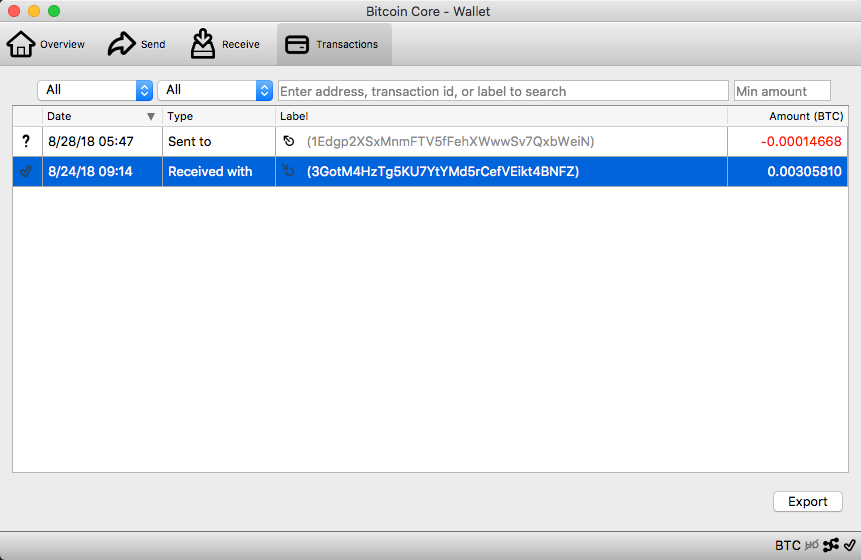 Bitcoin Core - Wallet
Overview Send Receive Transactions
All All Enter address, transaction id, or label to search Min amount
Date Type Label Amount (BTC)
? 8/28/18 05:47 Sent to (1Edgp2XSxMnmFTV5fFehXWwwSv7QxbWeiN) -0.00014668
8/24/18 09:14 Received with (3GotM4HzTg5KU7YtYMd5rCefVEikt4BNFZ) 0.00305810
Export
BTC HD